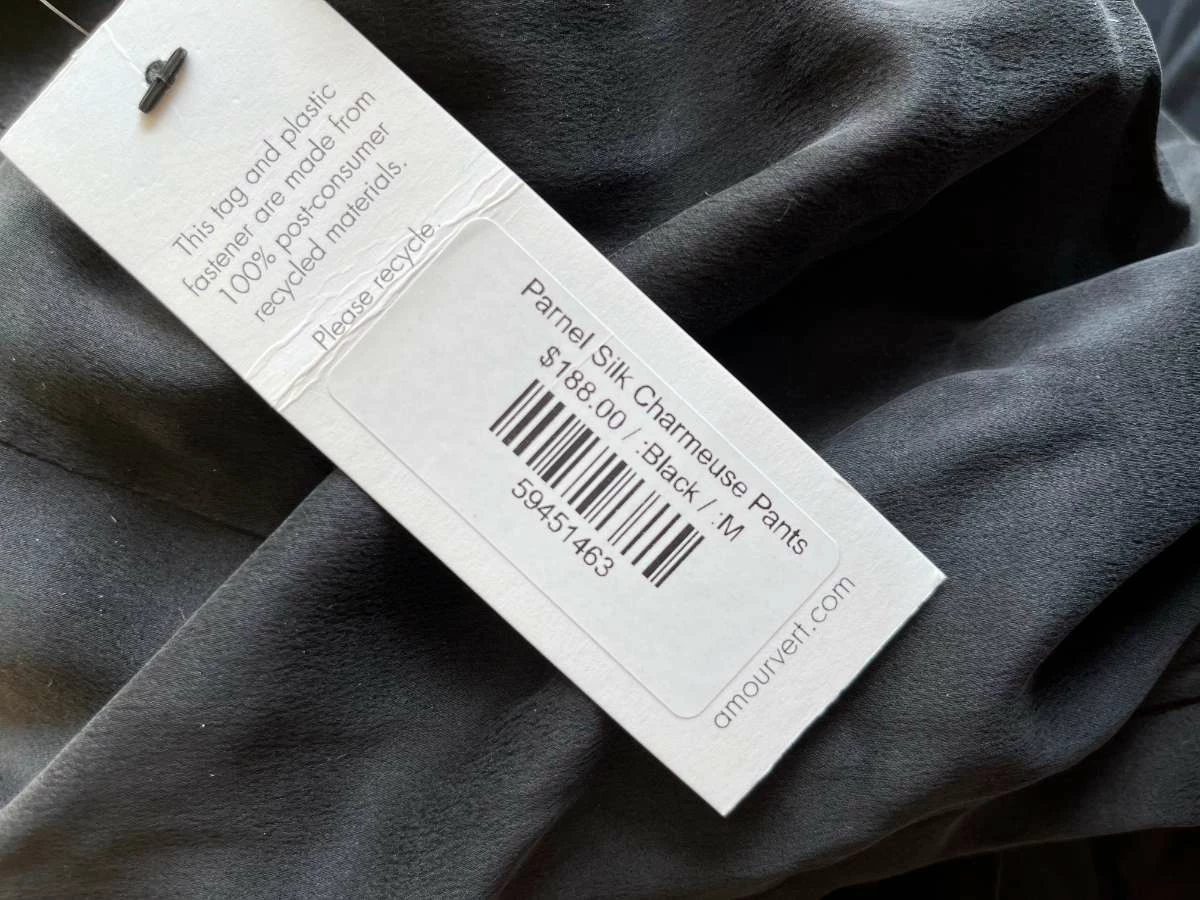 This tag and plastic
fastener are made from
100% post-consumer
recycled materials.
Please recycle.
Parnel Silk Charmeuse Pants
$188.00 / :Black / :M
59451463
amourvert.com